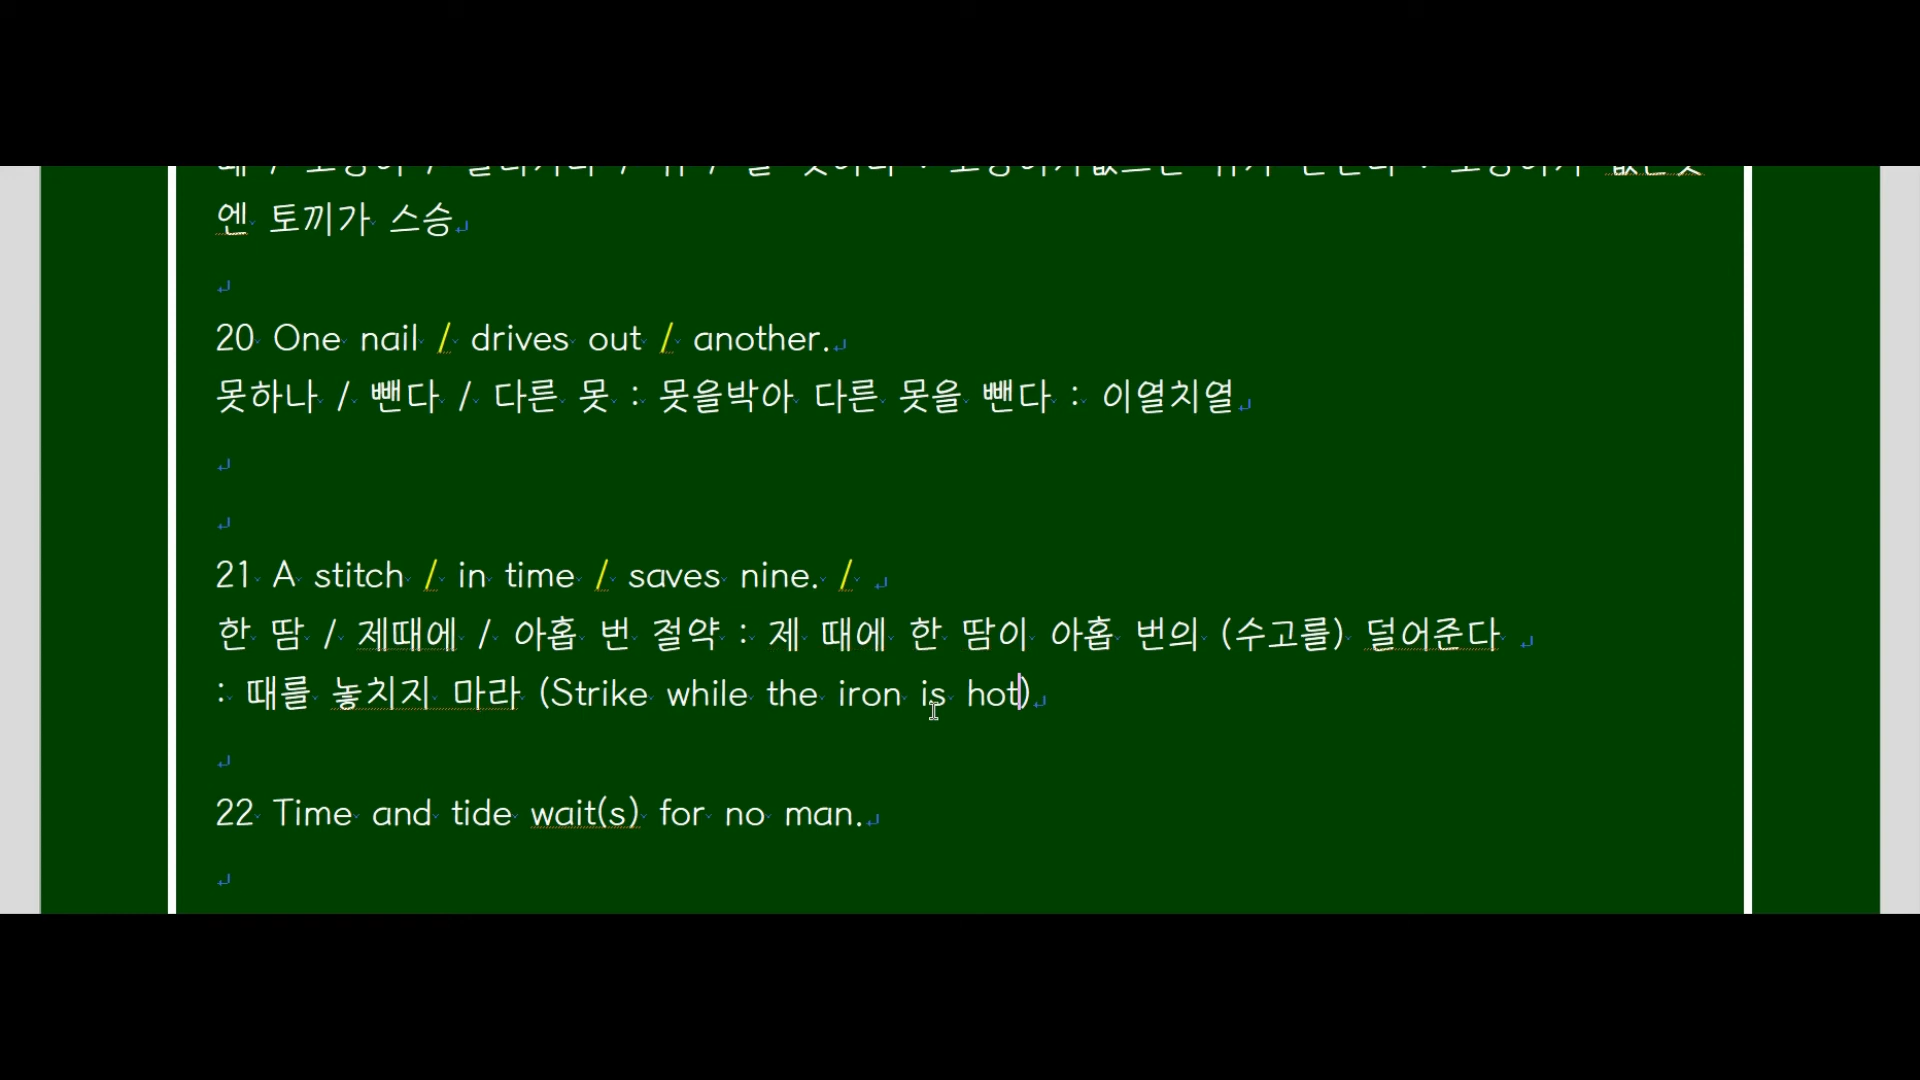 엔 토끼가 스승
20 One nail / drives out / another.
못하나 / 뺀다 / 다른 못 : 못을박아 다른 못을 뺀다 : 이열치열
21 A stitch / in time / saves nine. /
한 땀 / 제때에 / 아홉 번 절약 : 제 때에 한 땀이 아홉 번의 (수고를) 덜어준다
: 때를 놓치지 마라 (Strike while the iron is hot)
22 Time and tide wait(s) for no man.